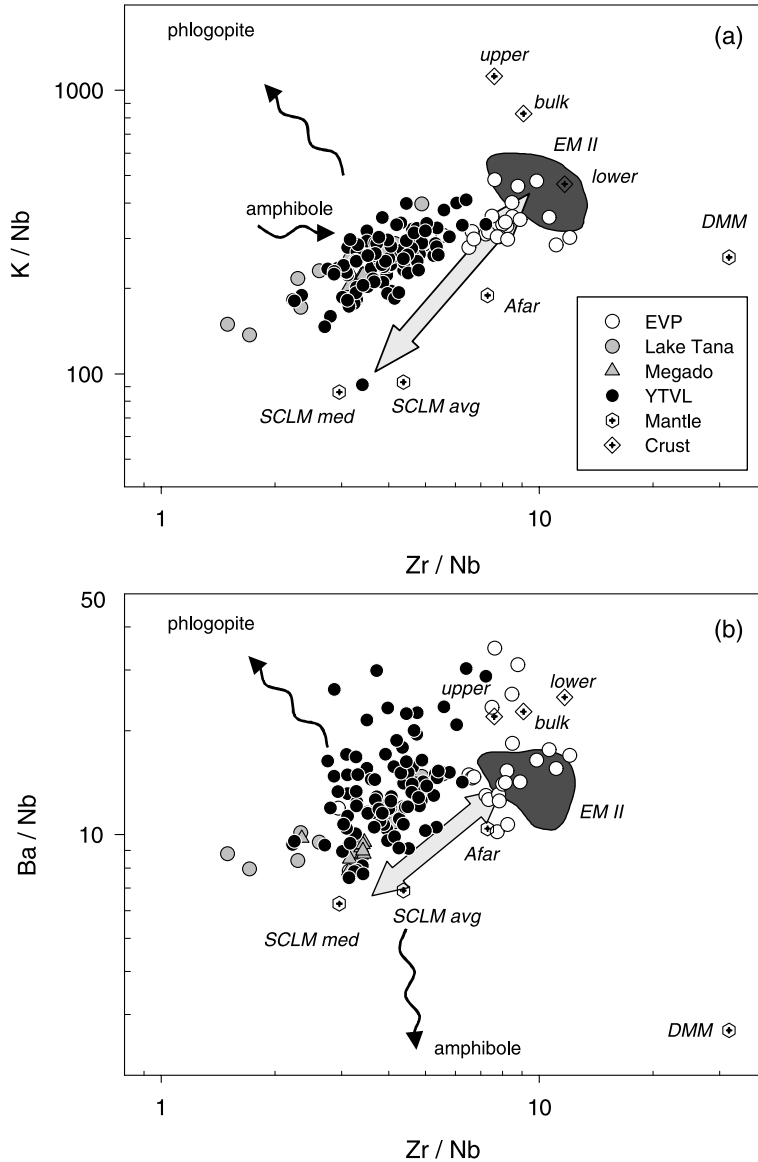 phlogopite
(a)
upper
1000
bulk
EM II
lower
amphibole
DMM
K / Nb
Afar
EVP
Lake Tana
Megado
YTVL
Mantle
Crust
100
SCLM med
SCLM avg
1
10
Zr / Nb
50
phlogopite
(b)
lower
upper
bulk
EM II
Ba / Nb
10
Afar
SCLM avg
SCLM med
DMM
amphibole
1
10
Zr / Nb